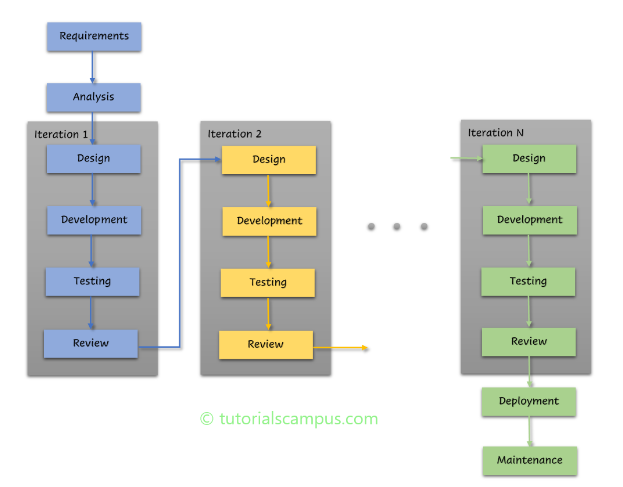 Requirements
Analysis
Iteration 1
Design
Development
Testing
Review
Iteration 2
Design
Development
Testing
Review
Iteration N
Design
Development
Testing
Review
Deployment
Maintenance
© tutorialscampus.com